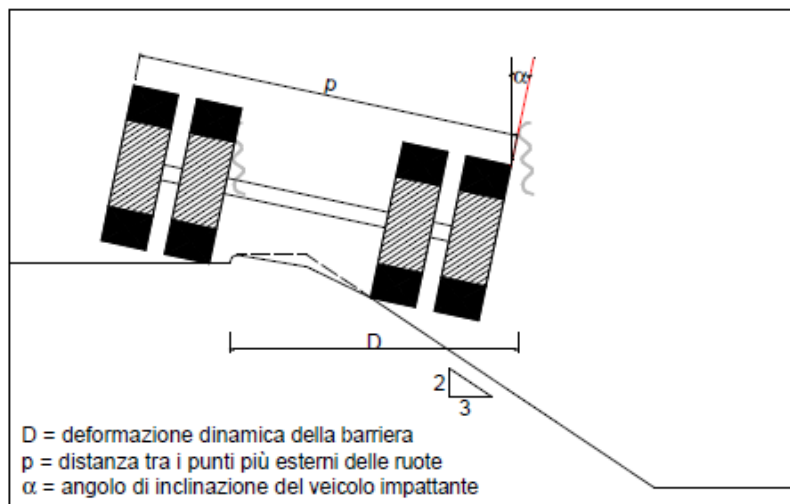 α
p
D
2
3
D = deformazione dinamica della barriera
p = distanza tra i punti più esterni delle ruote
α = angolo di inclinazione del veicolo impattante